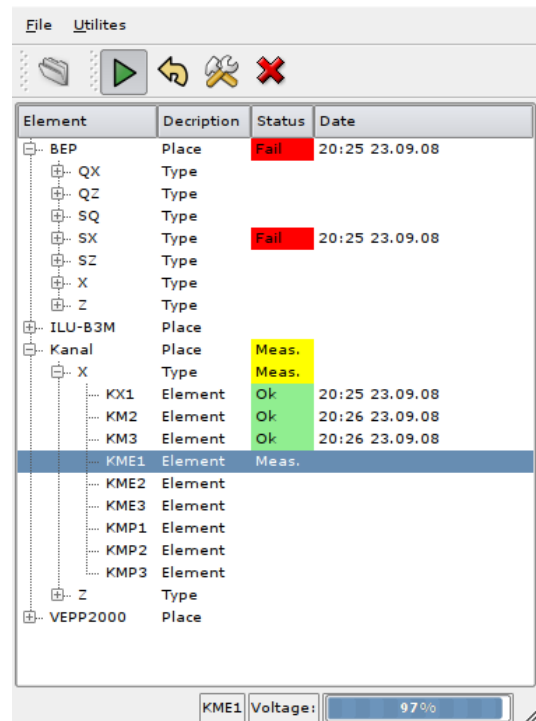 File Utilites
Element Decription Status Date
BEP Place Fail 20:25 23.09.08
QX Type
QZ Type
SQ Type
SX Type Fail 20:25 23.09.08
SZ Type
X Type
Z Type
ILU-B3M Place
Kanal Place Meas.
X Type Meas.
KX1 Element Ok 20:25 23.09.08
KM2 Element Ok 20:26 23.09.08
KM3 Element Ok 20:26 23.09.08
KME1 Element Meas.
KME2 Element
KME3 Element
KMP1 Element
KMP2 Element
KMP3 Element
Z Type
VEPP2000 Place
KME1 Voltage: 97%